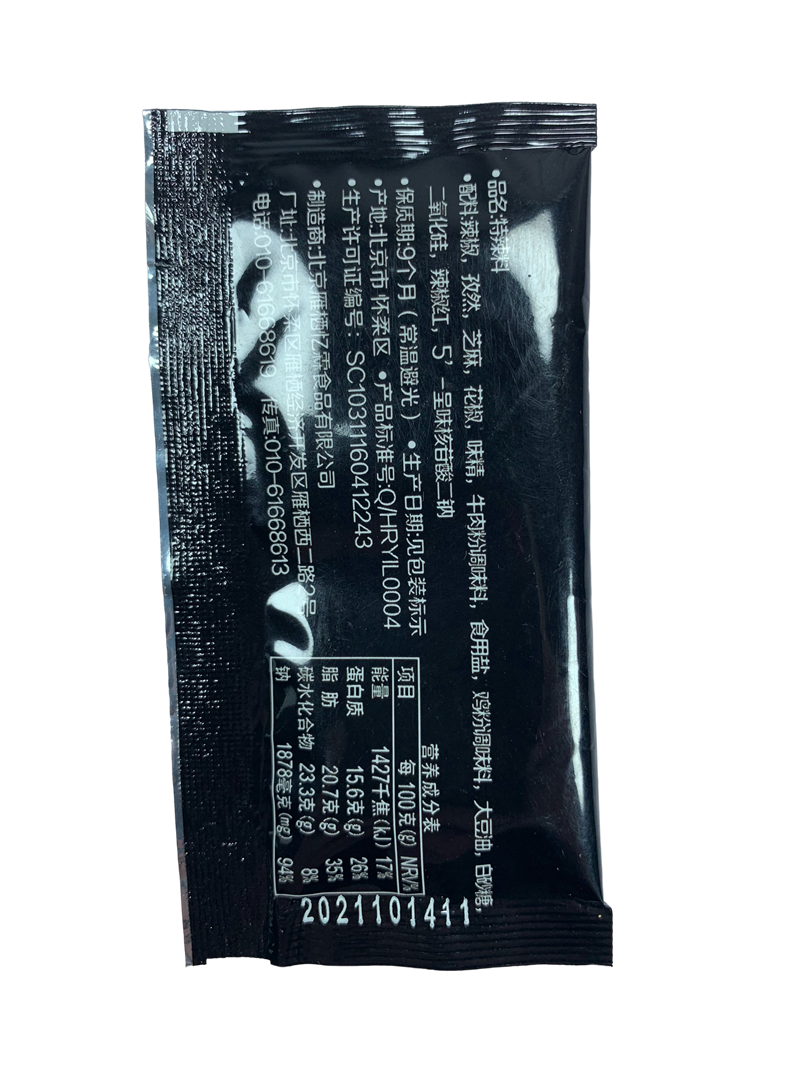 •品名:特辣料
•配料:辣椒，孜然，芝麻，花椒，味精，牛肉粉调味料，食用盐，鸡粉调味料，大豆油，白砂糖，
二氧化硅，辣椒红，5’-呈味核苷酸二钠
•保质期:9个月（常温避光） •生产日期:见包装标示
•产地:北京市 怀柔区 •产品标准号:Q/HRYIL0004
•生产许可证编号：SC10311160412243
•制造商:北京雁栖忆霖食品有限公司
厂址:北京市怀柔区雁栖经济开发区雁栖西二路2号
电话:010-61668619 传真:010-61668613
营养成分表
项目 每100克(g) NRV%
能量 1427千焦(kJ) 17%
蛋白质 15.6克(g) 26%
脂肪 20.7克(g) 35%
碳水化合物 23.3克(g) 8%
钠 1878毫克(mg) 94%
2021101411